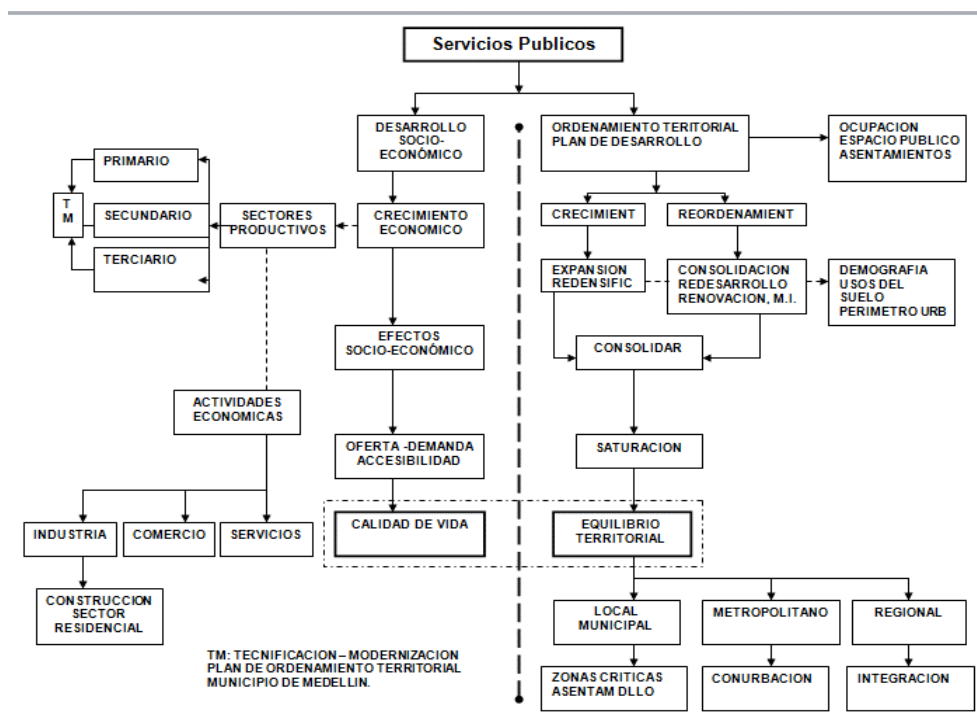 Servicios Publicos
DESARROLLO
SOCIO-
ECONÓMICO
ORDENAMIENTO TERITORIAL
PLAN DE DESARROLLO
OCUPACION
ESPACIO PUBLICO
ASENTAMIENTOS
PRIMARIO
T
M
SECUNDARIO
TERCIARIO
SECTORES
PRODUCTIVOS
CRECIMIENTO
ECONOMICO
CRECIMIENT
REORDENAMIENT
EXPANSION
REDENSIFIC
CONSOLIDACION
REDESARROLLO
RENOVACION, M.I.
DEMOGRAFIA
USOS DEL
SUELO
PERIMETRO URB
EFECTOS
SOCIO-ECONÓMICO
CONSOLIDAR
ACTIVIDADES
ECONOMICAS
OFERTA -DEMANDA
ACCESIBILIDAD
SATURACION
INDUSTRIA
COMERCIO
SERVICIOS
CALIDAD DE VIDA
EQUILIBRIO
TERRITORIAL
CONSTRUCCION
SECTOR
RESIDENCIAL
LOCAL
MUNICIPAL
METROPOLITANO
REGIONAL
TM: TECNIFICACION – MODERNIZACION
PLAN DE ORDENAMIENTO TERRITORIAL
MUNICIPIO DE MEDELLIN.
ZONAS CRITICAS
ASENTAM DLLO
CONURBACION
INTEGRACION